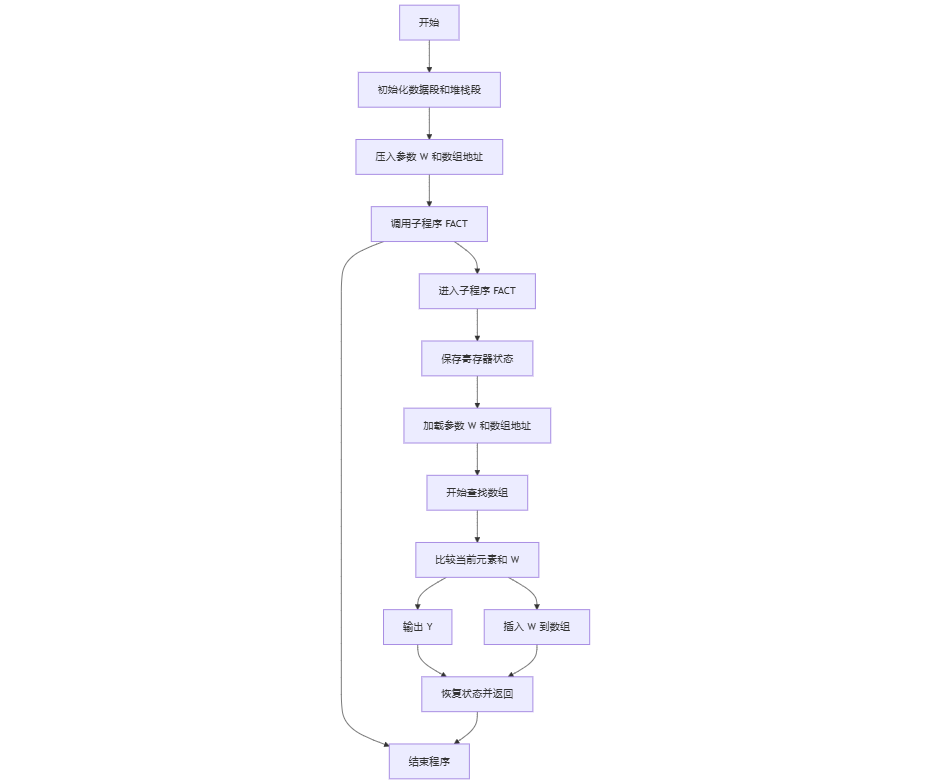 开始
初始化数据段和堆栈段
压入参数 W 和数组地址
调用子程序 FACT
进入子程序 FACT
保存寄存器状态
加载参数 W 和数组地址
开始查找数组
比较当前元素和 W
输出 Y
插入 W 到数组
恢复状态并返回
结束程序